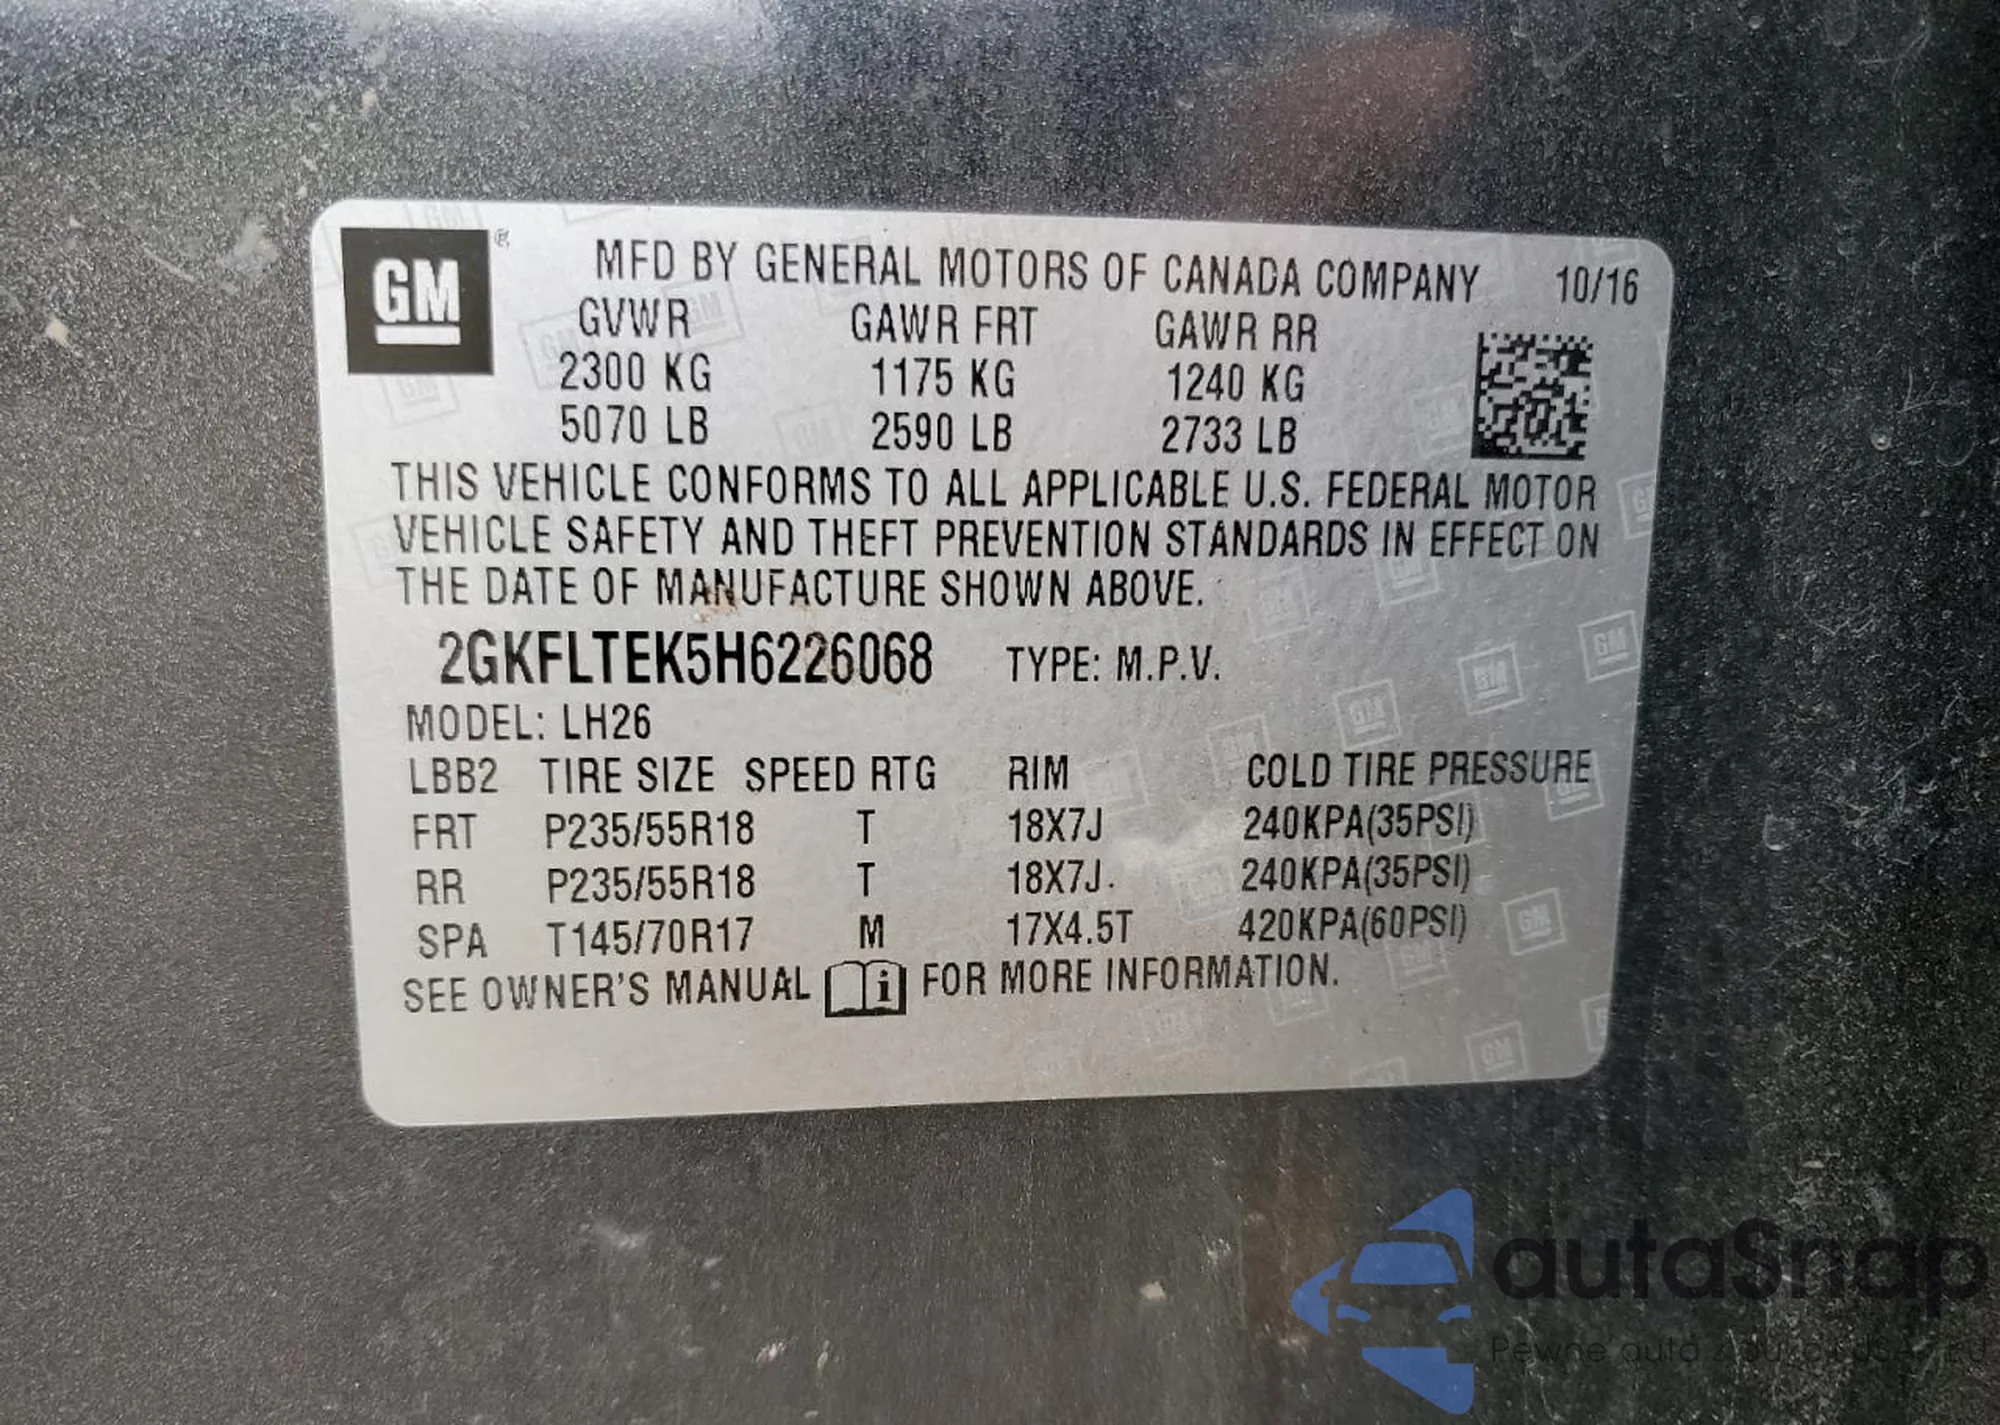 GM ® MFD BY GENERAL MOTORS OF CANADA COMPANY 10/16
GVWR GAWR FRT GAWR RR
2300 KG 1175 KG 1240 KG
5070 LB 2590 LB 2733 LB
THIS VEHICLE CONFORMS TO ALL APPLICABLE U.S. FEDERAL MOTOR
VEHICLE SAFETY AND THEFT PREVENTION STANDARDS IN EFFECT ON
THE DATE OF MANUFACTURE SHOWN ABOVE.
2GKFLTEK5H6226068 TYPE: M.P.V.
MODEL: LH26
LBB2 TIRE SIZE SPEED RTG RIM COLD TIRE PRESSURE
FRT P235/55R18 T 18X7J 240KPA(35PSI)
RR P235/55R18 T 18X7J 240KPA(35PSI)
SPA T145/70R17 M 17X4.5T 420KPA(60PSI)
SEE OWNER'S MANUAL i FOR MORE INFORMATION.
autaSnap
Pewne auta z